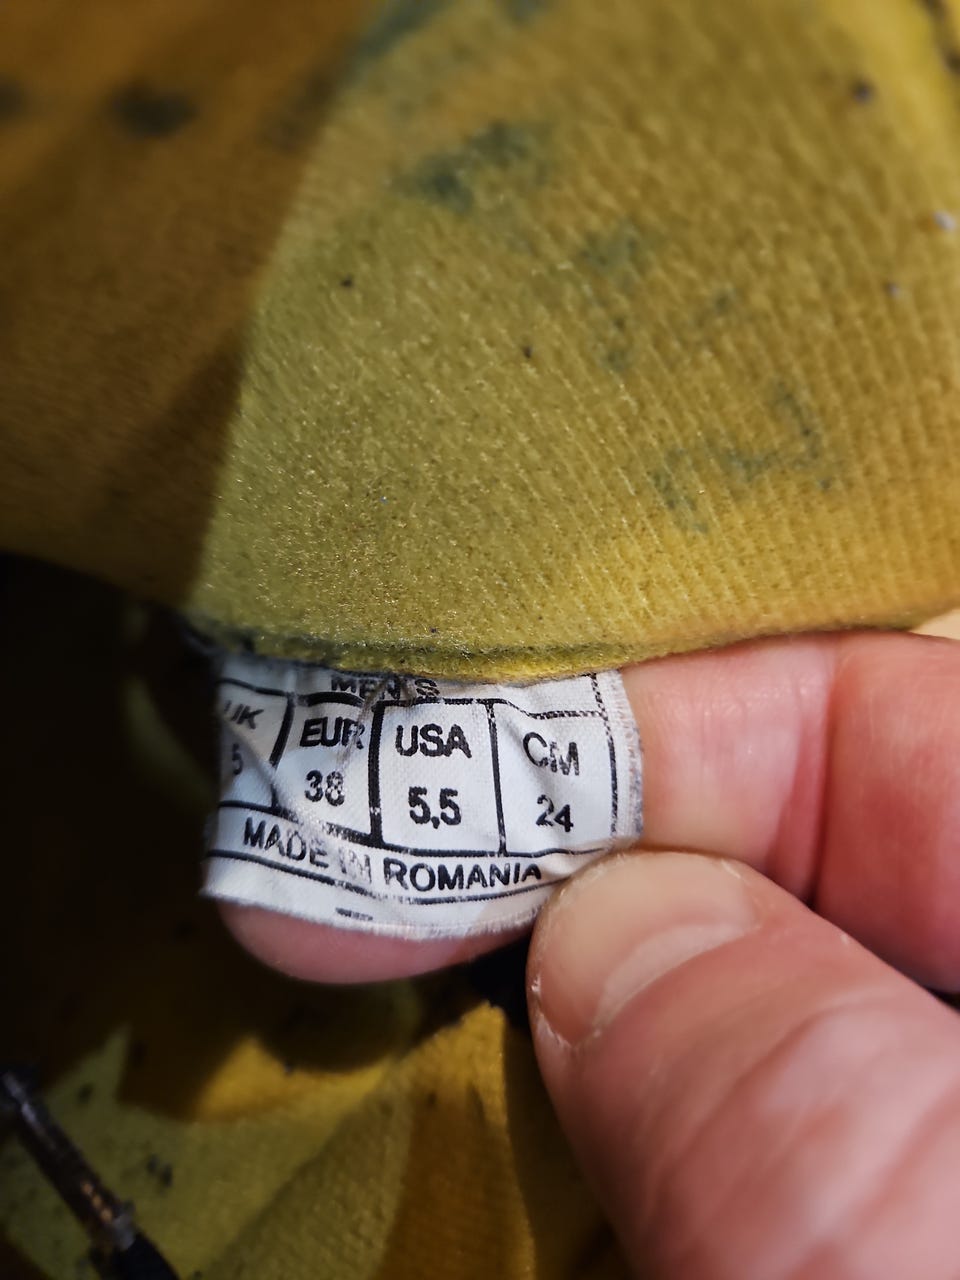 MEN'S
UK EUR USA CM
5 38 5,5 24
MADE IN ROMANIA